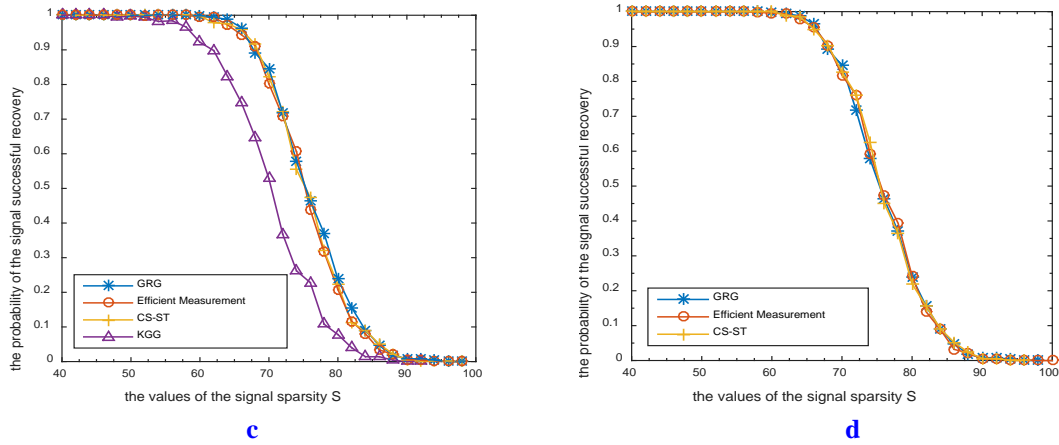 the probability of the signal successful recovery
1
0.9
0.8
0.7
0.6
0.5
0.4
0.3
0.2
0.1
0
GRG
Efficient Measurement
CS-ST
KGG
40
50
60
70
80
90
100
the values of the signal sparsity S
c
the probability of the signal successful recovery
1
0.9
0.8
0.7
0.6
0.5
0.4
0.3
0.2
0.1
0
GRG
Efficient Measurement
CS-ST
40
50
60
70
80
90
100
the values of the signal sparsity S
d